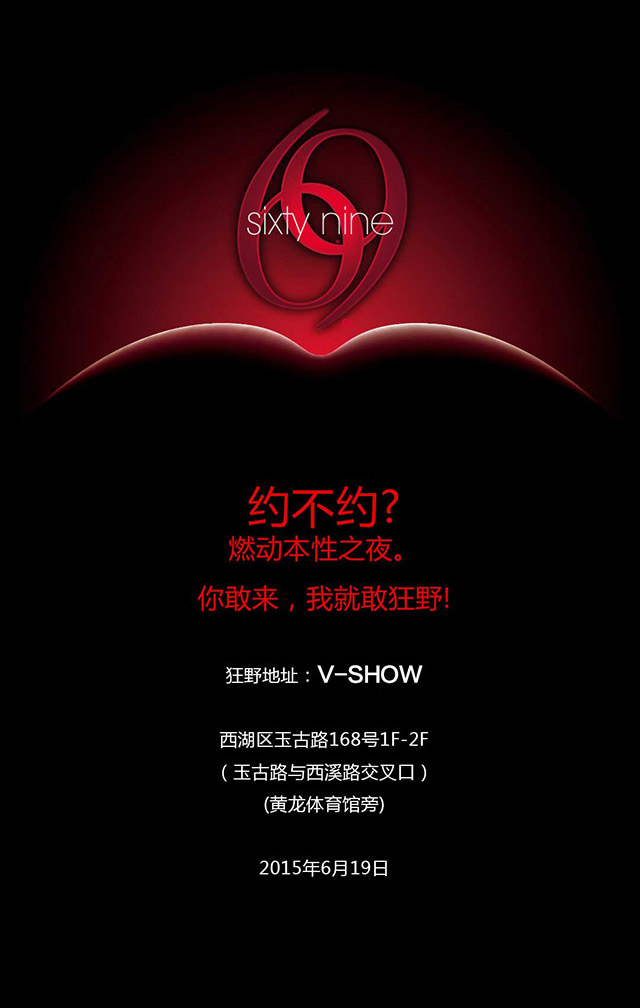 69
sixty nine
约不约?
燃动本性之夜。
你敢来，我就敢狂野!
狂野地址：V-SHOW
西湖区玉古路168号1F-2F
（玉古路与西溪路交叉口）
(黄龙体育馆旁)
2015年6月19日